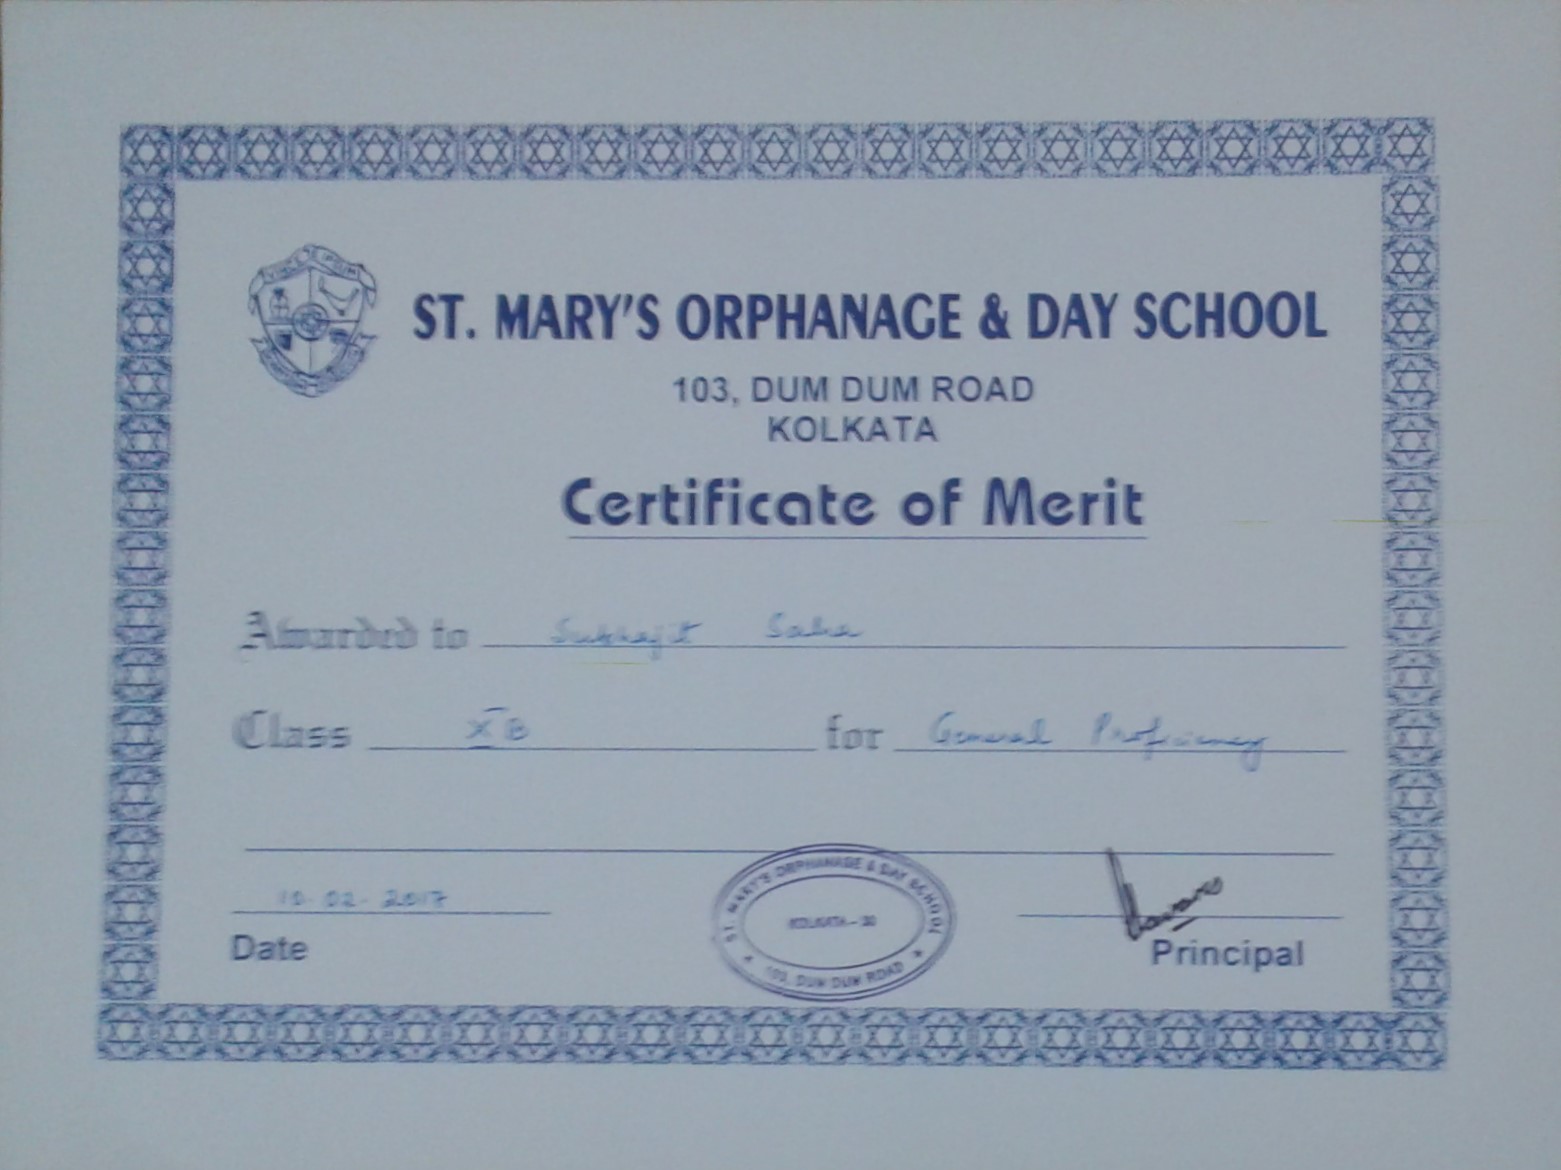 ST. MARY'S ORPHANAGE & DAY SCHOOL
103, DUM DUM ROAD
KOLKATA
Certificate of Merit
Awarded to Subhajit Saha
Class X B for General Proficiency
10-02-2017
Date
ST. MARY'S ORPHANAGE & DAY SCHOOL
KOLKATA - 30
103, DUM DUM ROAD
Principal